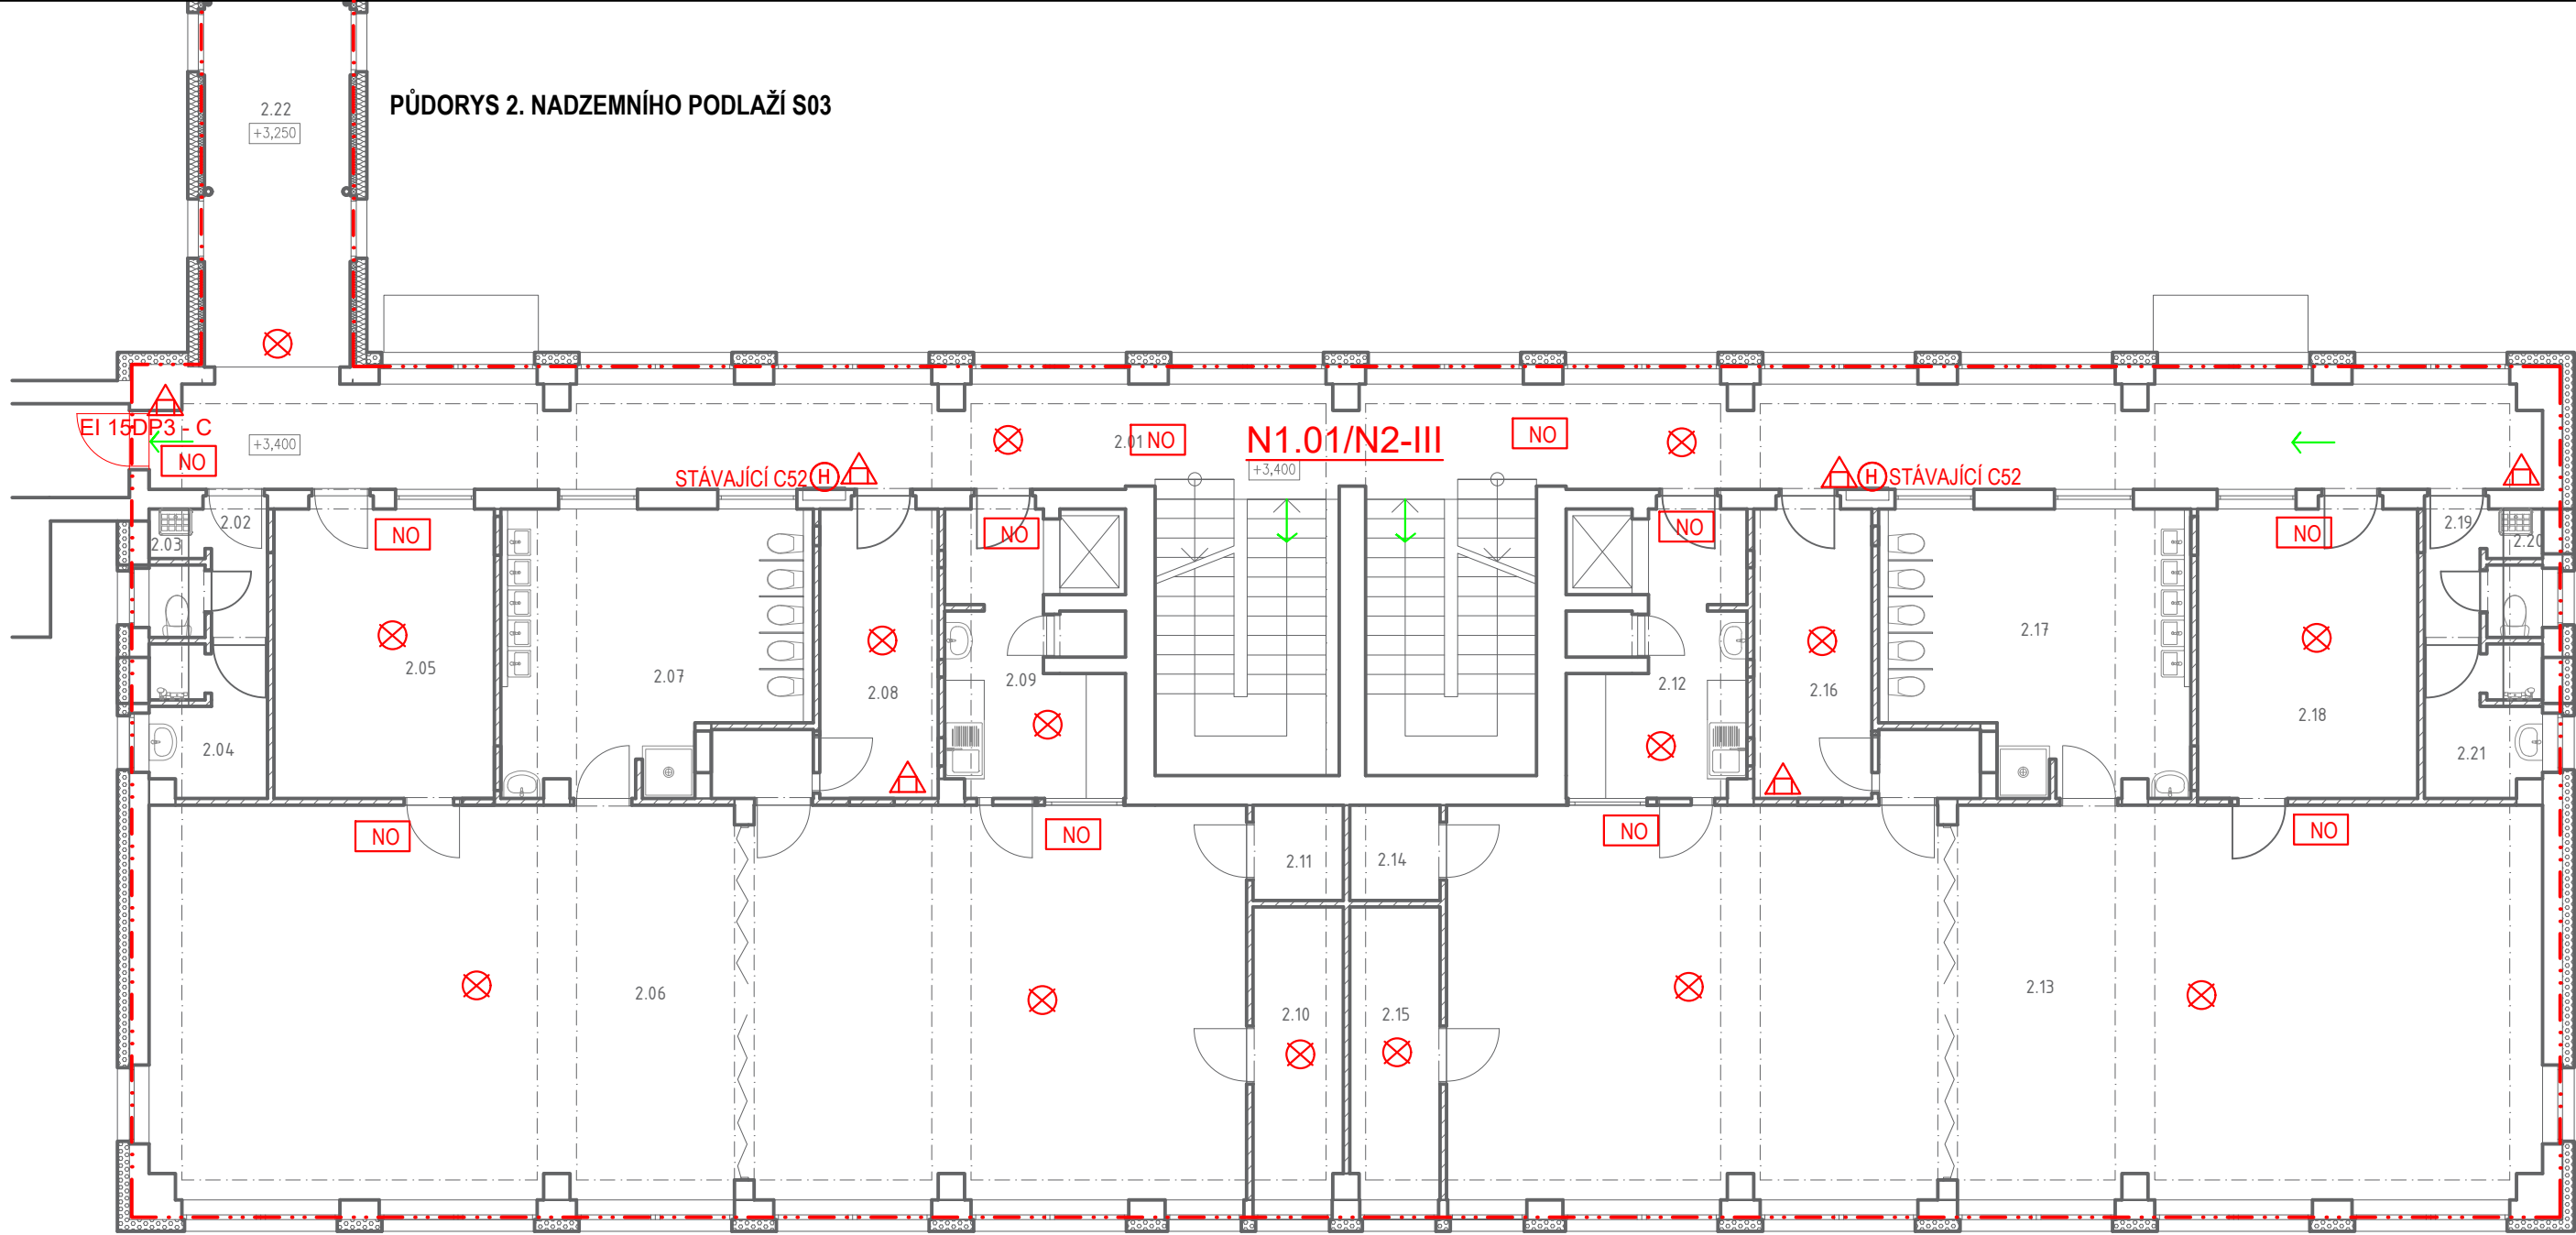 2.22
+3,250
PŮDORYS 2. NADZEMNÍHO PODLAŽÍ S03
EI 15DP3 - C
NO
+3,400
2.01 NO
N1.01/N2-III
+3,400
NO
STÁVAJÍCÍ C52 H
H STÁVAJÍCÍ C52
2.02
2.03
NO
NO
NO
NO
2.19
2.20
2.04
2.05
2.07
2.08
2.09
2.12
2.16
2.17
2.18
2.21
NO
NO
NO
NO
2.11
2.14
2.06
2.10
2.15
2.13